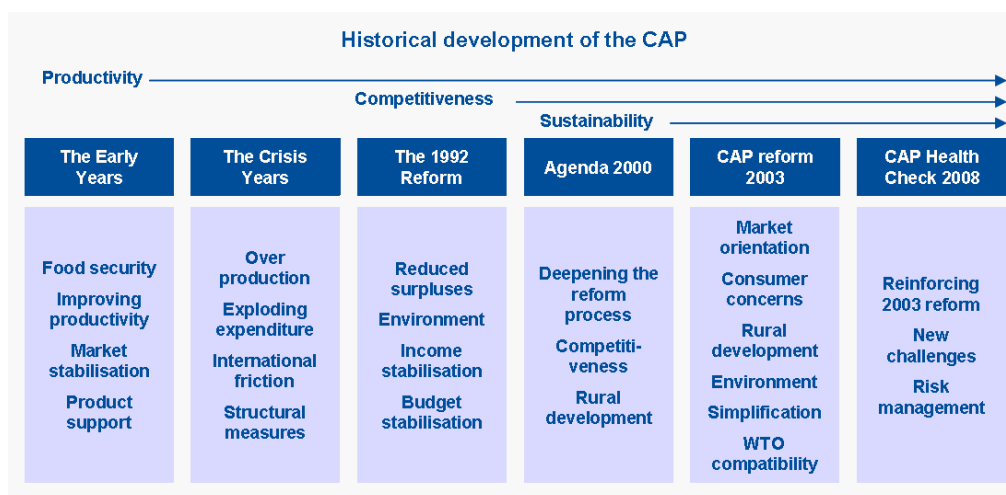 Historical development of the CAP
Productivity
Competitiveness
Sustainability
The Early
Years
Food security
Improving
productivity
Market
stabilisation
Product
support
The Crisis
Years
Over
production
Exploding
expenditure
International
friction
Structural
measures
The 1992
Reform
Reduced
surpluses
Environment
Income
stabilisation
Budget
stabilisation
Agenda 2000
Deepening the
reform
process
Competiti-
veness
Rural
development
CAP reform
2003
Market
orientation
Consumer
concerns
Rural
development
Environment
Simplification
WTO
compatibility
CAP Health
Check 2008
Reinforcing
2003 reform
New
challenges
Risk
management